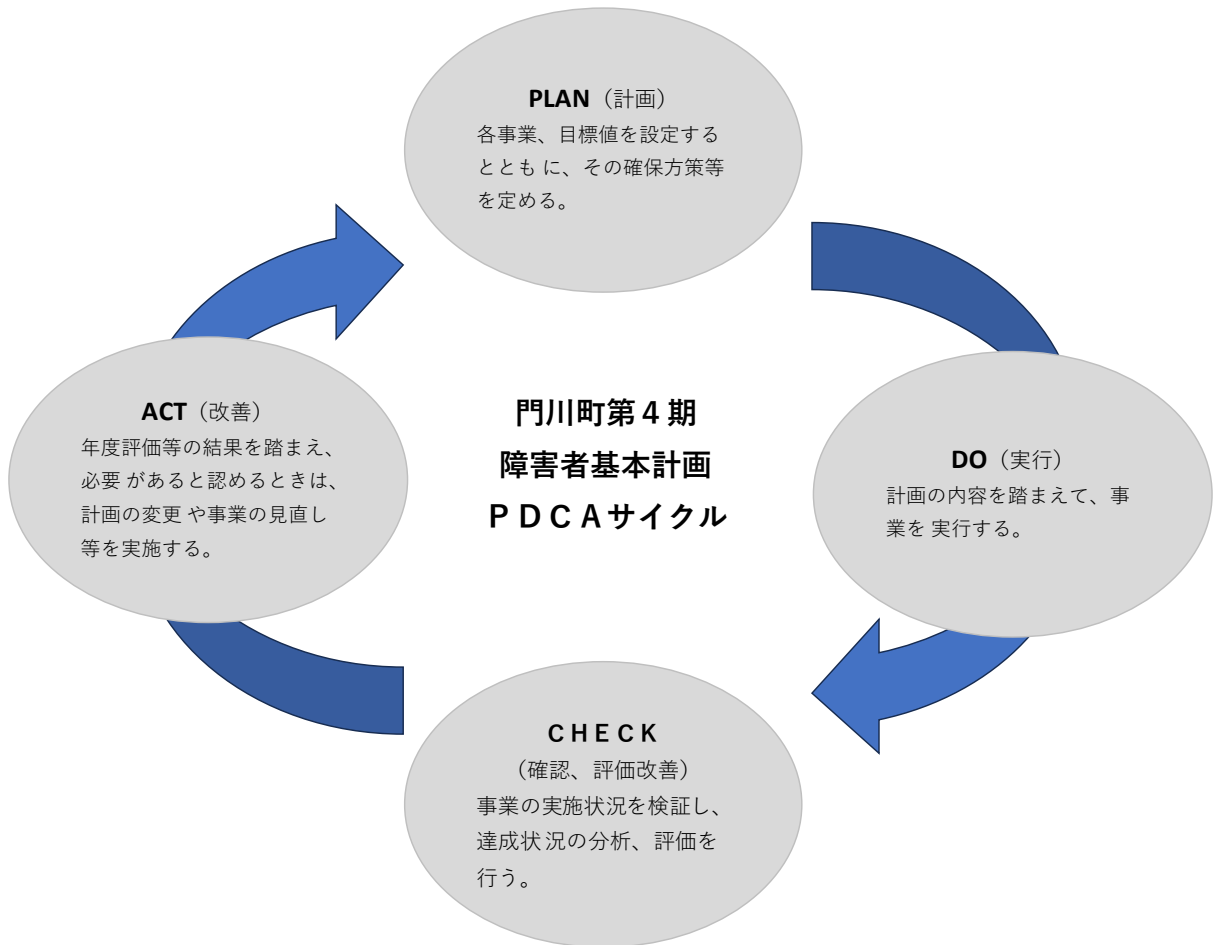 PLAN（計画）
各事業、目標値を設定する
ととも に、その確保方策等
を定める。
ACT（改善）
年度評価等の結果を踏まえ、
必要 があると認めるときは、
計画の変更 や事業の見直し
等を実施する。
門川町第４期
障害者基本計画
ＰＤＣＡサイクル
DO（実行）
計画の内容を踏まえて、事
業を 実行する。
ＣＨＥＣＫ
（確認、評価改善）
事業の実施状況を検証し、
達成状 況の分析、評価を
行う。